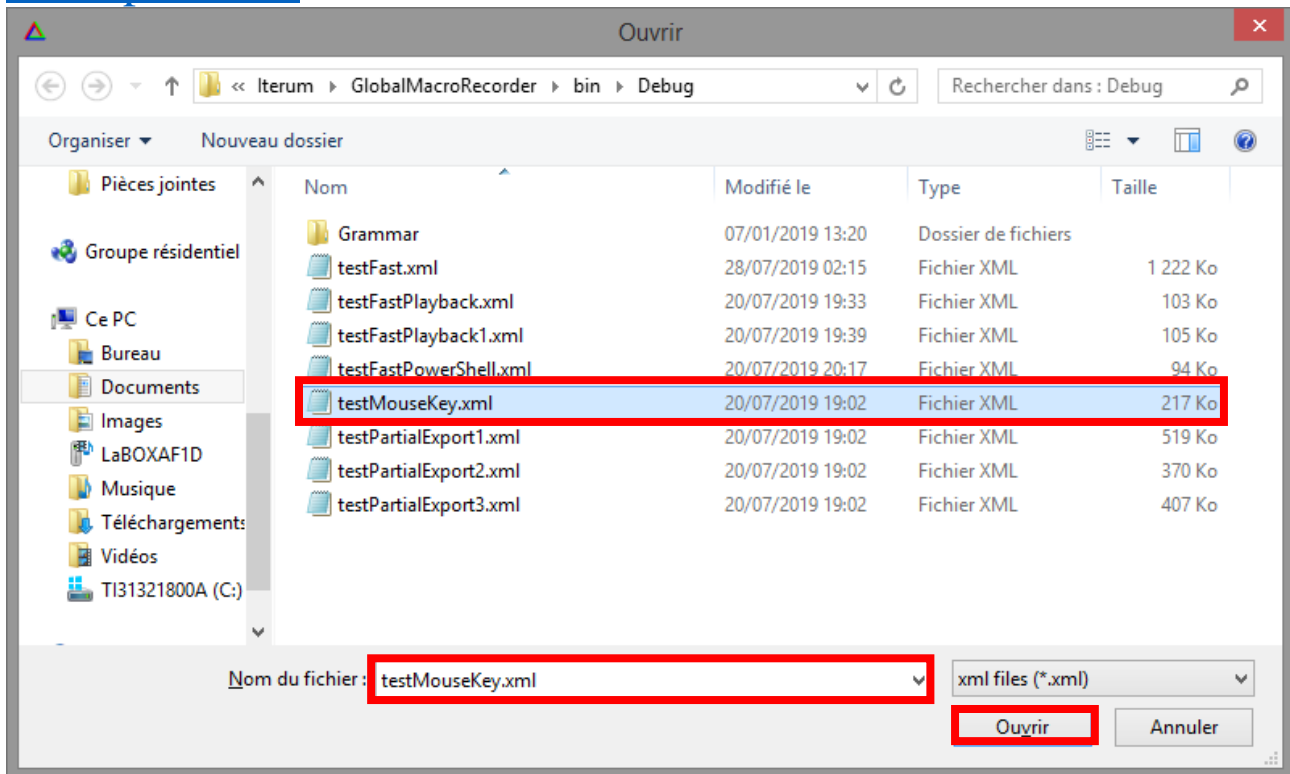 Ouvrir
« Iterum GlobalMacroRecorder bin Debug Rechercher dans : Debug
Organiser Nouveau dossier
Pièces jointes
Groupe résidentiel
Ce PC
Bureau
Documents
Images
LaBOXAF1D
Musique
Téléchargements
Vidéos
TI31321800A (C:)
Nom Modifié le Type Taille
Grammar 07/01/2019 13:20 Dossier de fichiers
testFast.xml 28/07/2019 02:15 Fichier XML 1 222 Ko
testFastPlayback.xml 20/07/2019 19:33 Fichier XML 103 Ko
testFastPlayback1.xml 20/07/2019 19:39 Fichier XML 105 Ko
testFastPowerShell.xml 20/07/2019 20:17 Fichier XML 94 Ko
testMouseKey.xml 20/07/2019 19:02 Fichier XML 217 Ko
testPartialExport1.xml 20/07/2019 19:02 Fichier XML 519 Ko
testPartialExport2.xml 20/07/2019 19:02 Fichier XML 370 Ko
testPartialExport3.xml 20/07/2019 19:02 Fichier XML 407 Ko
Nom du fichier : testMouseKey.xml xml files (*.xml)
Ouvrir Annuler